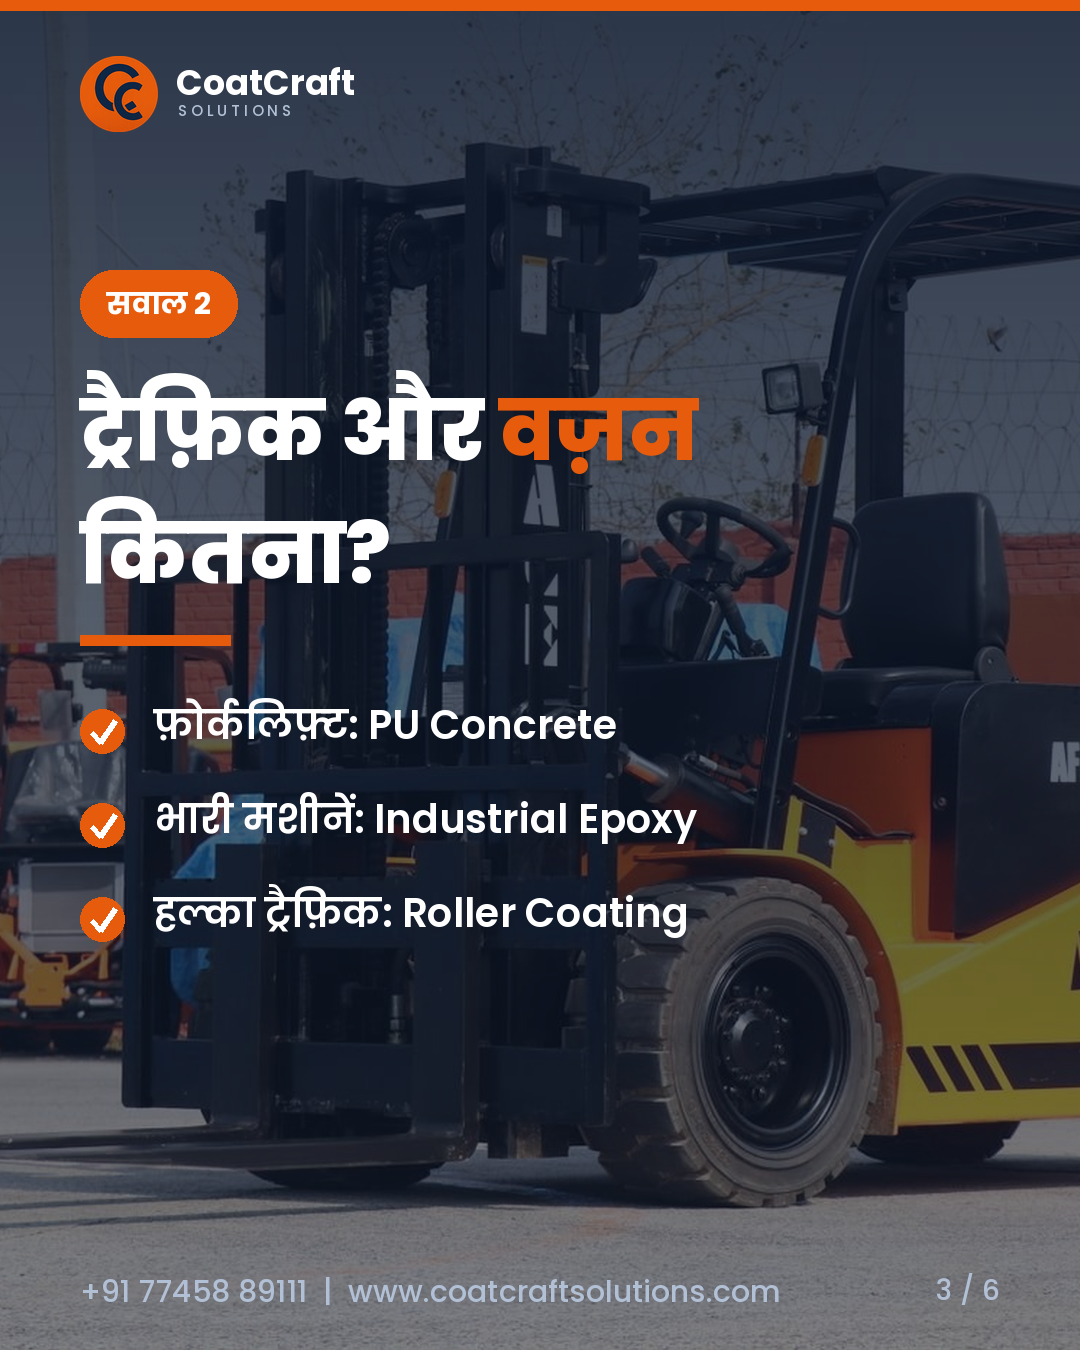 CoatCraft
SOLUTIONS
सवाल 2
ट्रैफ़िक और वज़न
कितना?
फ़ोर्कलिफ़्ट: PU Concrete
भारी मशीनें: Industrial Epoxy
हल्का ट्रैफ़िक: Roller Coating
+91 77458 89111 | www.coatcraftsolutions.com
3 / 6